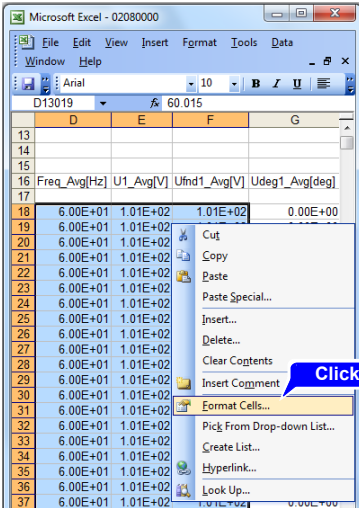 Microsoft Excel - 02080000
File Edit View Insert Format Tools Data
Window Help
Arial 10 B I U
D13019 fx 60.015
D E F G
13
14
15
16 Freq_Avg[Hz] U1_Avg[V] Ufnd1_Avg[V] Udeg1_Avg[deg]
17
18 6.00E+01 1.01E+02 1.01E+02 0.00E+00
19 6.00E+01 1.01E+02
20 6.00E+01 1.01E+02
21 6.00E+01 1.01E+02
22 6.00E+01 1.01E+02
23 6.00E+01 1.01E+02
24 6.00E+01 1.01E+02
25 6.00E+01 1.01E+02
26 6.00E+01 1.01E+02
27 6.00E+01 1.01E+02
28 6.00E+01 1.01E+02
29 6.00E+01 1.01E+02
30 6.00E+01 1.01E+02
31 6.00E+01 1.01E+02
32 6.00E+01 1.01E+02
33 6.00E+01 1.01E+02
34 6.00E+01 1.01E+02
35 6.00E+01 1.01E+02
36 6.00E+01 1.01E+02
37 6.00E+01 1.01E+02
Cut
Copy
Paste
Paste Special...
Insert...
Delete...
Clear Contents
Insert Comment
Format Cells...
Pick From Drop-down List...
Create List...
Hyperlink...
Look Up...
Click